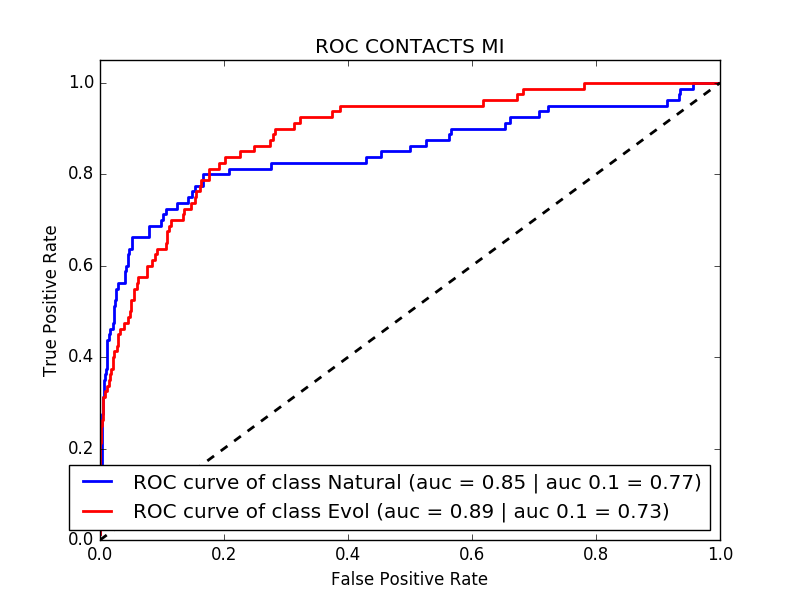 ROC CONTACTS MI
1.0
0.8
0.6
0.4
0.2
0.0
True Positive Rate
ROC curve of class Natural (auc = 0.85 | auc 0.1 = 0.77)
ROC curve of class Evol (auc = 0.89 | auc 0.1 = 0.73)
0.0 0.2 0.4 0.6 0.8 1.0
False Positive Rate